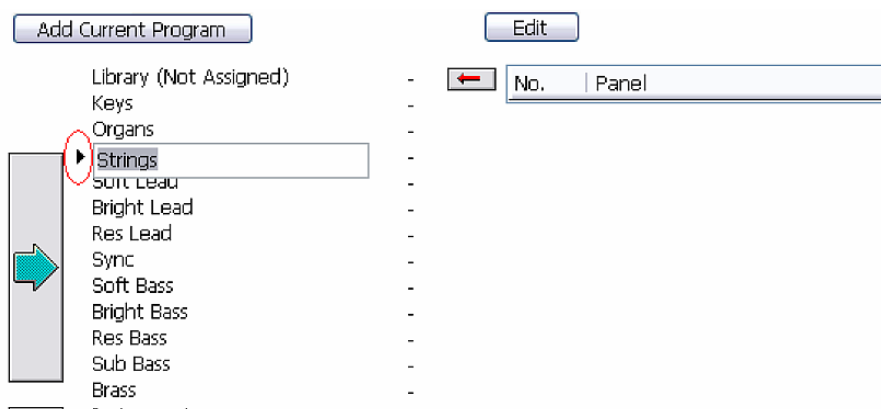 Add Current Program
Edit
Library (Not Assigned) -
No. Panel
Keys -
Organs -
Strings -
Soft Lead
Bright Lead -
Res Lead -
Sync -
Soft Bass -
Bright Bass -
Res Bass -
Sub Bass -
Brass -